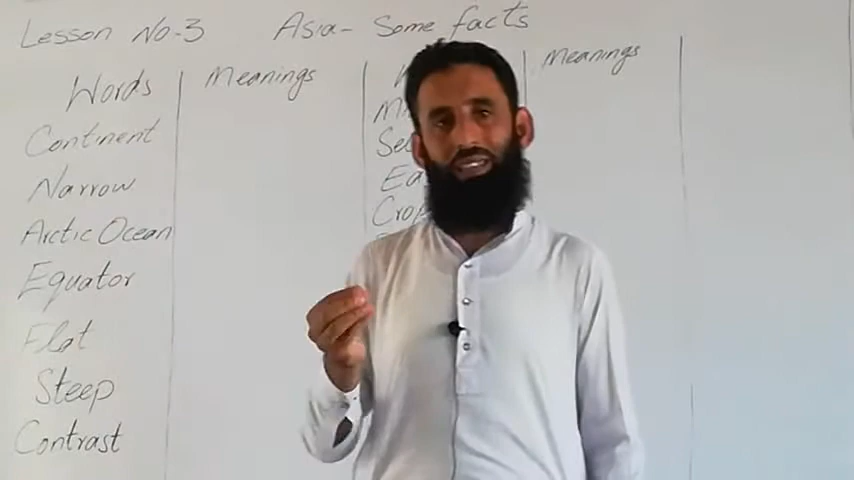 Lesson No-3 Asia- Some facts
Words Meanings Meanings
Continent
Narrow
Arctic Ocean
Equator
Flat
Steep
Contrast